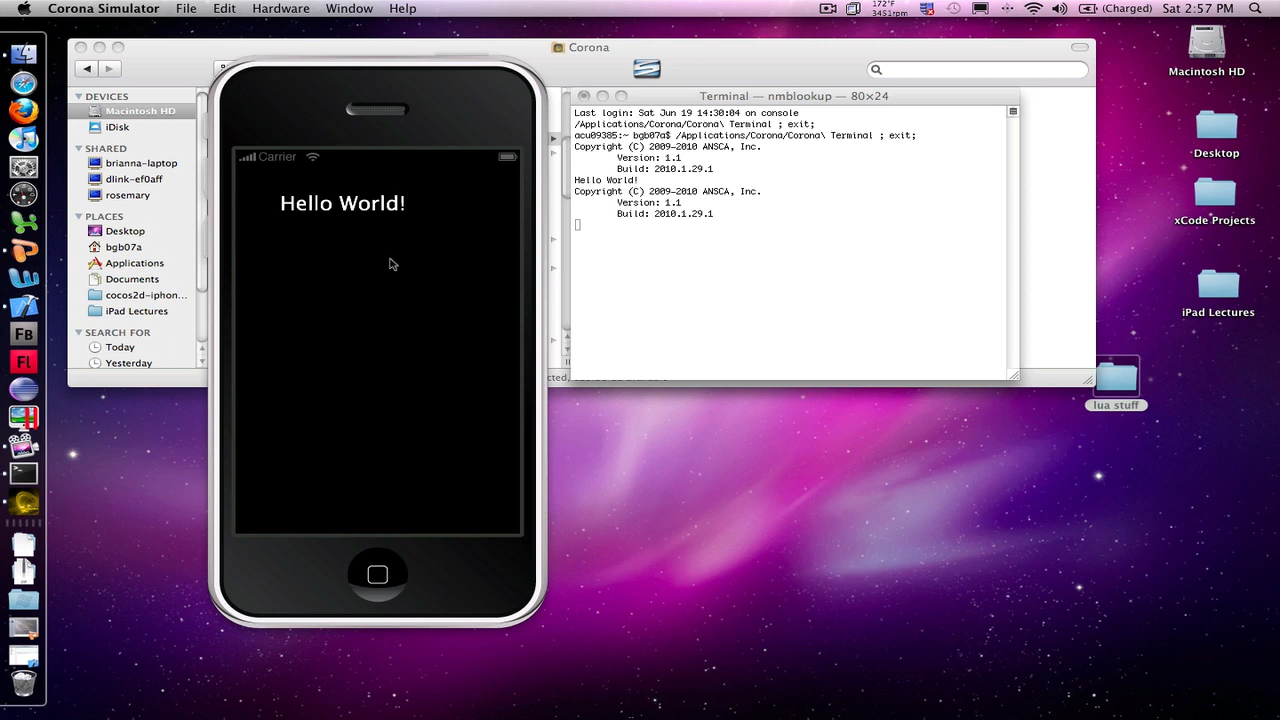 Corona Simulator File Edit Hardware Window Help
172°F
3451rpm
(Charged) Sat 2:57 PM
Corona
DEVICES
Macintosh HD
iDisk
SHARED
brianna-laptop
dlink-ef0aff
rosemary
PLACES
Desktop
bgb07a
Applications
Documents
cocos2d-iphon...
iPad Lectures
SEARCH FOR
Today
Yesterday
Carrier
Hello World!
Terminal — nmblookup — 80×24
Last login: Sat Jun 19 14:30:04 on console
/Applications/Corona/Corona\ Terminal ; exit;
acu09385:~ bgb07a$ /Applications/Corona/Corona\ Terminal ; exit;
Copyright (C) 2009-2010 ANSCA, Inc.
Version: 1.1
Build: 2010.1.29.1
Hello World!
Copyright (C) 2009-2010 ANSCA, Inc.
Version: 1.1
Build: 2010.1.29.1
Macintosh HD
Desktop
xCode Projects
iPad Lectures
lua stuff
FB
Fl